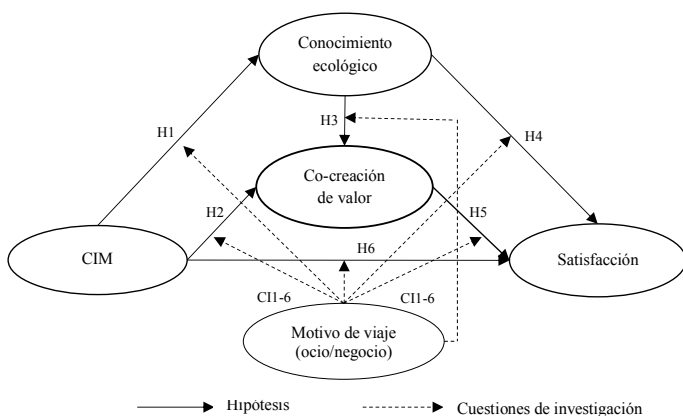 Conocimiento
ecológico
H1
H3
H4
Co-creación
de valor
H2
H5
CIM
H6
Satisfacción
CI1-6
CI1-6
Motivo de viaje
(ocio/negocio)
Hipótesis
Cuestiones de investigación